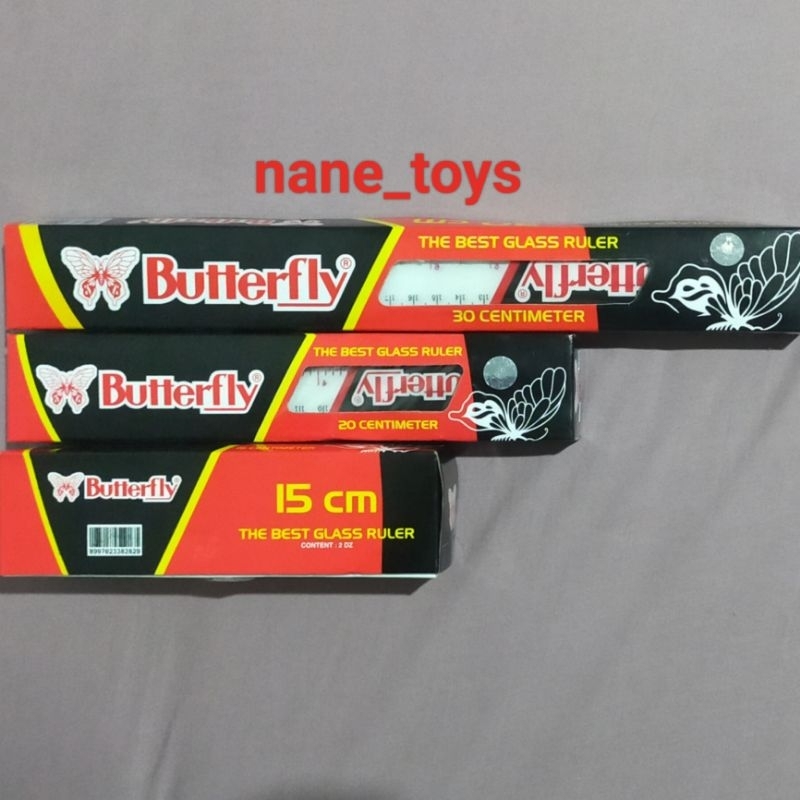 nane_toys
Butterfly®
THE BEST GLASS RULER
Butterfly
®
30 CENTIMETER
Butterfly®
THE BEST GLASS RULER
Butterfly
20 CENTIMETER
Butterfly
15 cm
THE BEST GLASS RULER
CONTENT : 2 DZ